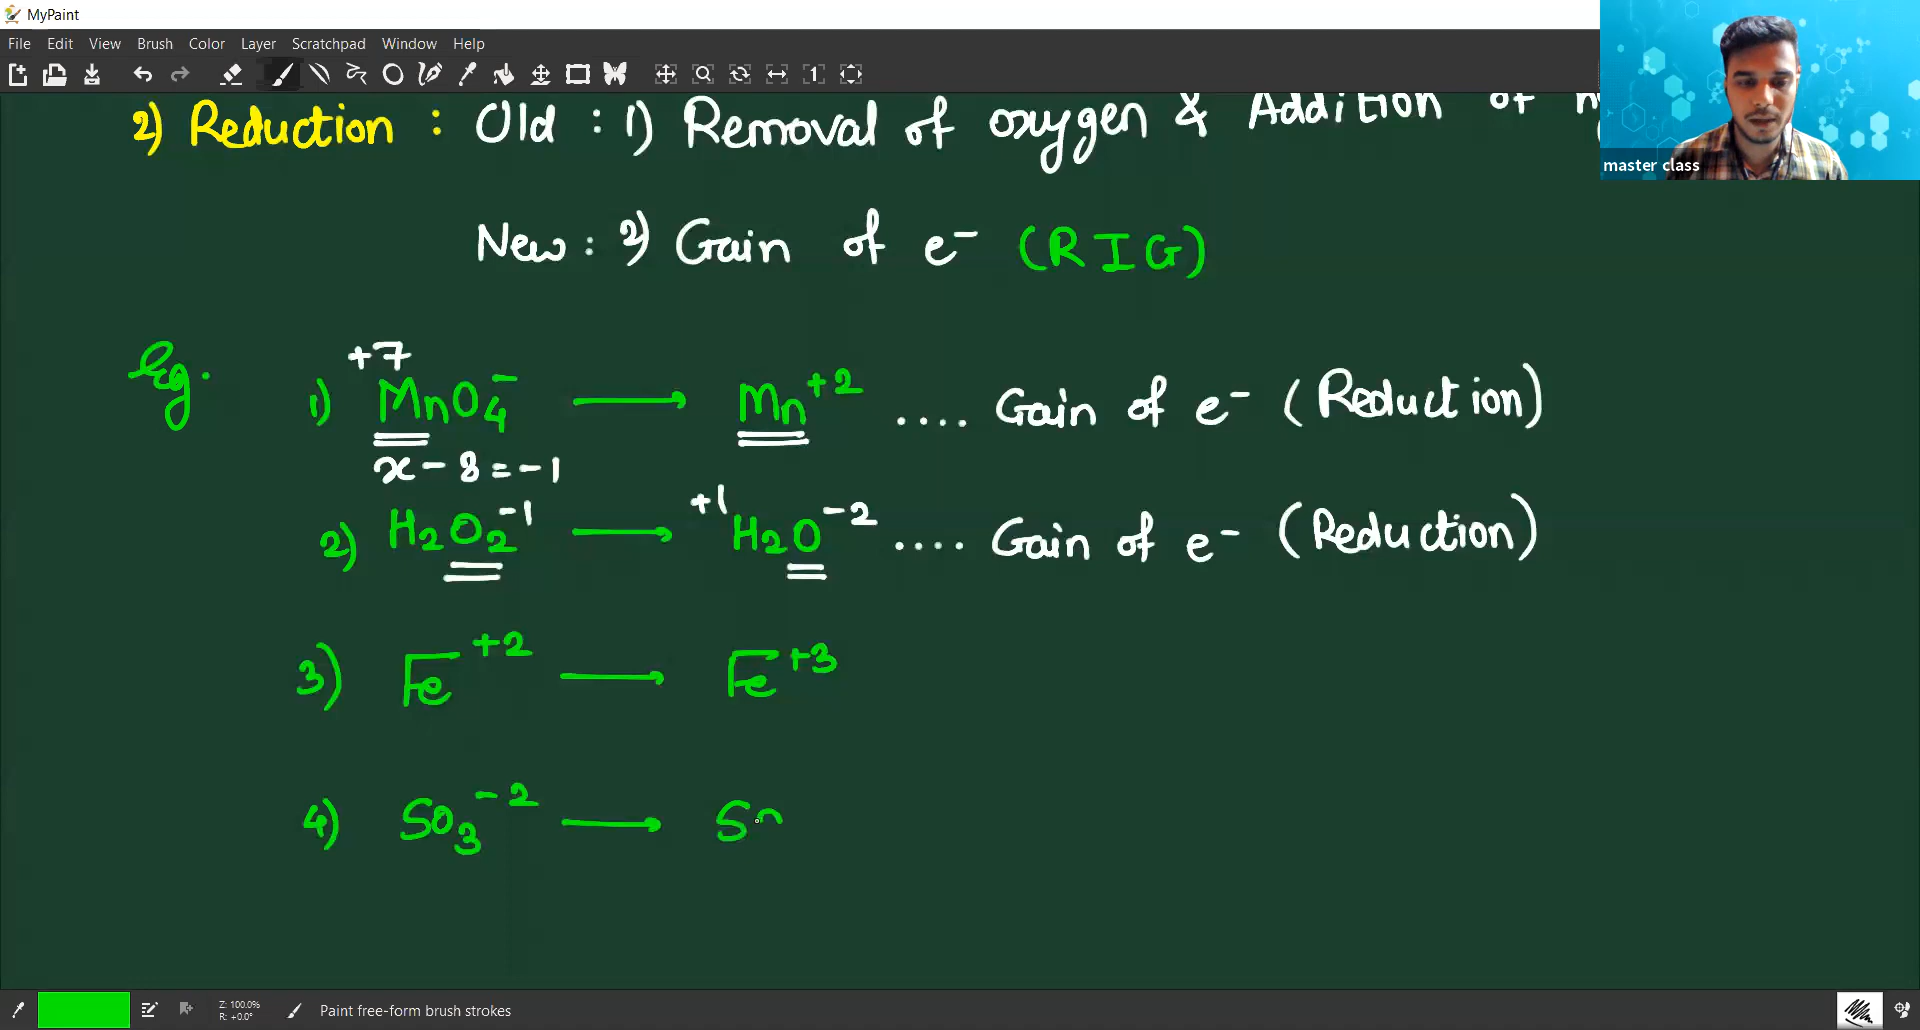 MyPaint
File Edit View Brush Color Layer Scratchpad Window Help
master class
2) Reduction : Old : 1) Removal of oxygen & Addition of
New : 2) Gain of e⁻ (RIG)
Eg.
+7
1) MnO₄⁻ → Mn⁺² .... Gain of e⁻ (Reduction)
x - 8 = -1
2) H₂O₂⁻¹ → ⁺¹H₂O⁻² .... Gain of e⁻ (Reduction)
3) Fe⁺² → Fe⁺³
4) SO₃⁻² → S
Z: 100.0%
R: +0.0°
Paint free-form brush strokes